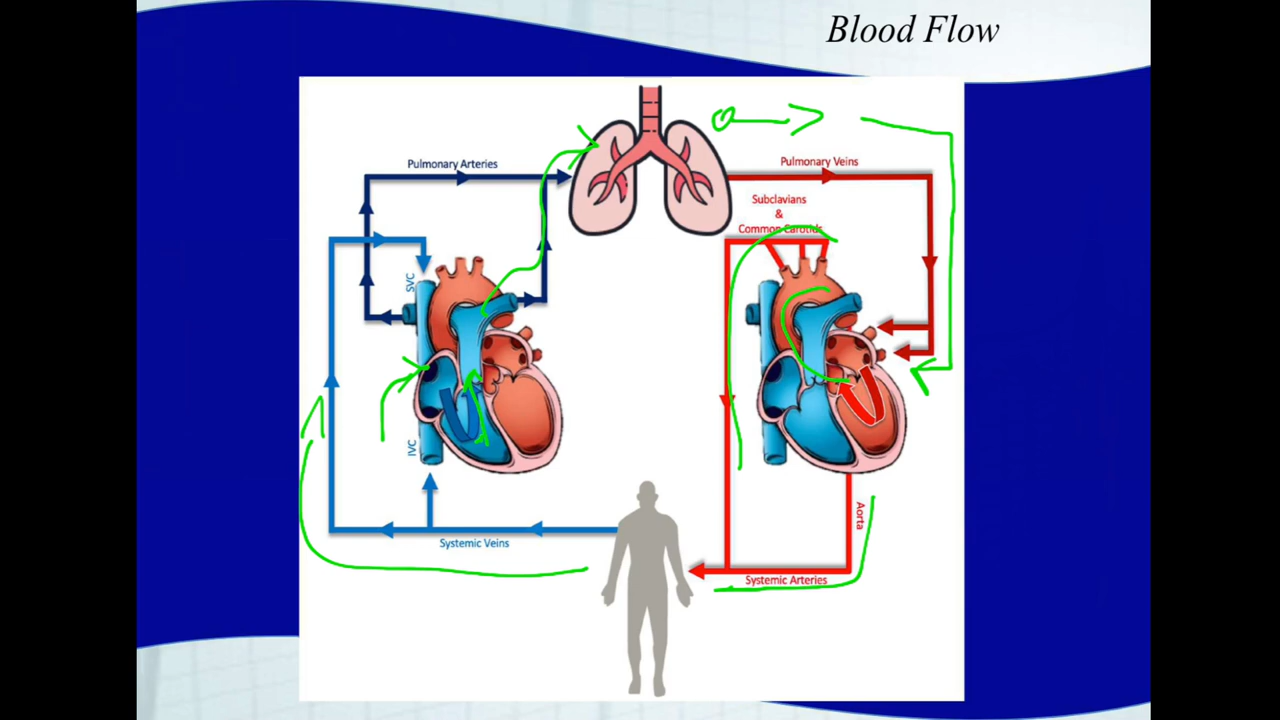 Blood Flow
Pulmonary Arteries
Pulmonary Veins
Subclavians
&
Common Carotids
SVC
IVC
Systemic Veins
Aorta
Systemic Arteries